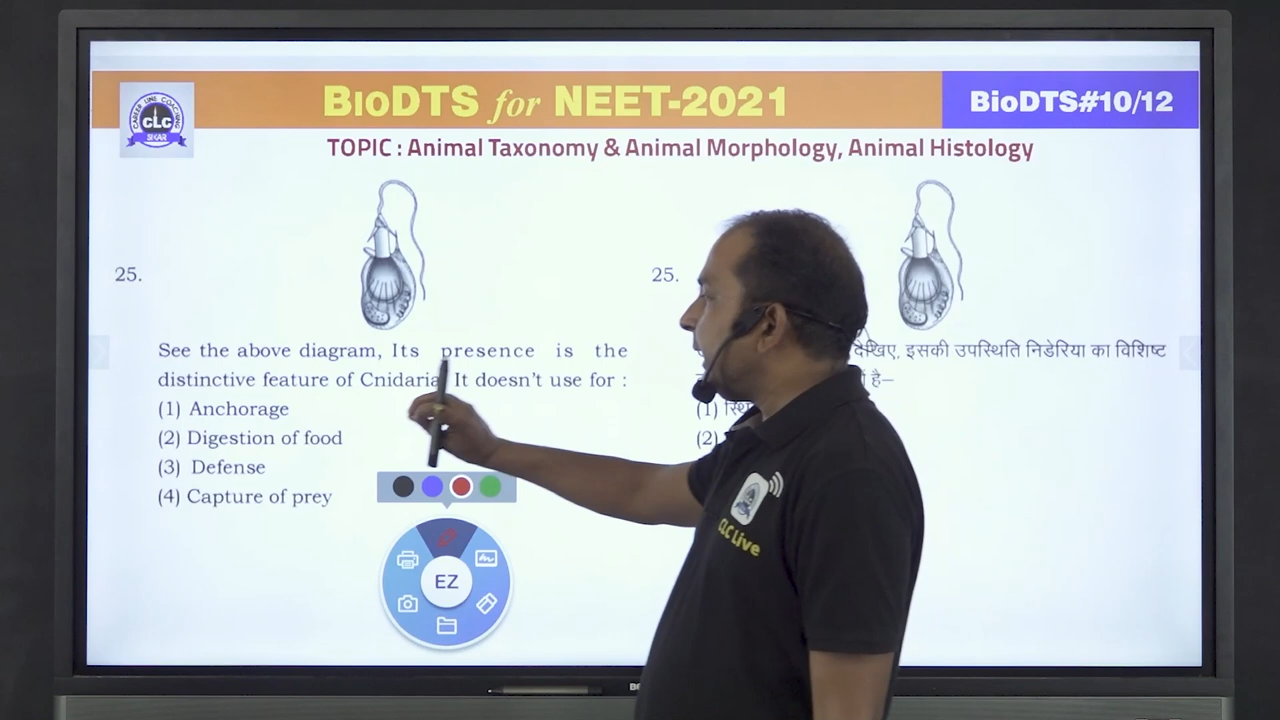 BIODTS for NEET-2021
BIODTS#10/12
CAREER LINE COACHING
CLC
SIKAR
TOPIC : Animal Taxonomy & Animal Morphology, Animal Histology
25.
See the above diagram, Its presence is the
distinctive feature of Cnidaria. It doesn't use for :
(1) Anchorage
(2) Digestion of food
(3) Defense
(4) Capture of prey
25.
देखिए, इसकी उपस्थिति निडेरिया का विशिष्ट
है–
(1)
(2)
EZ
CLC Live